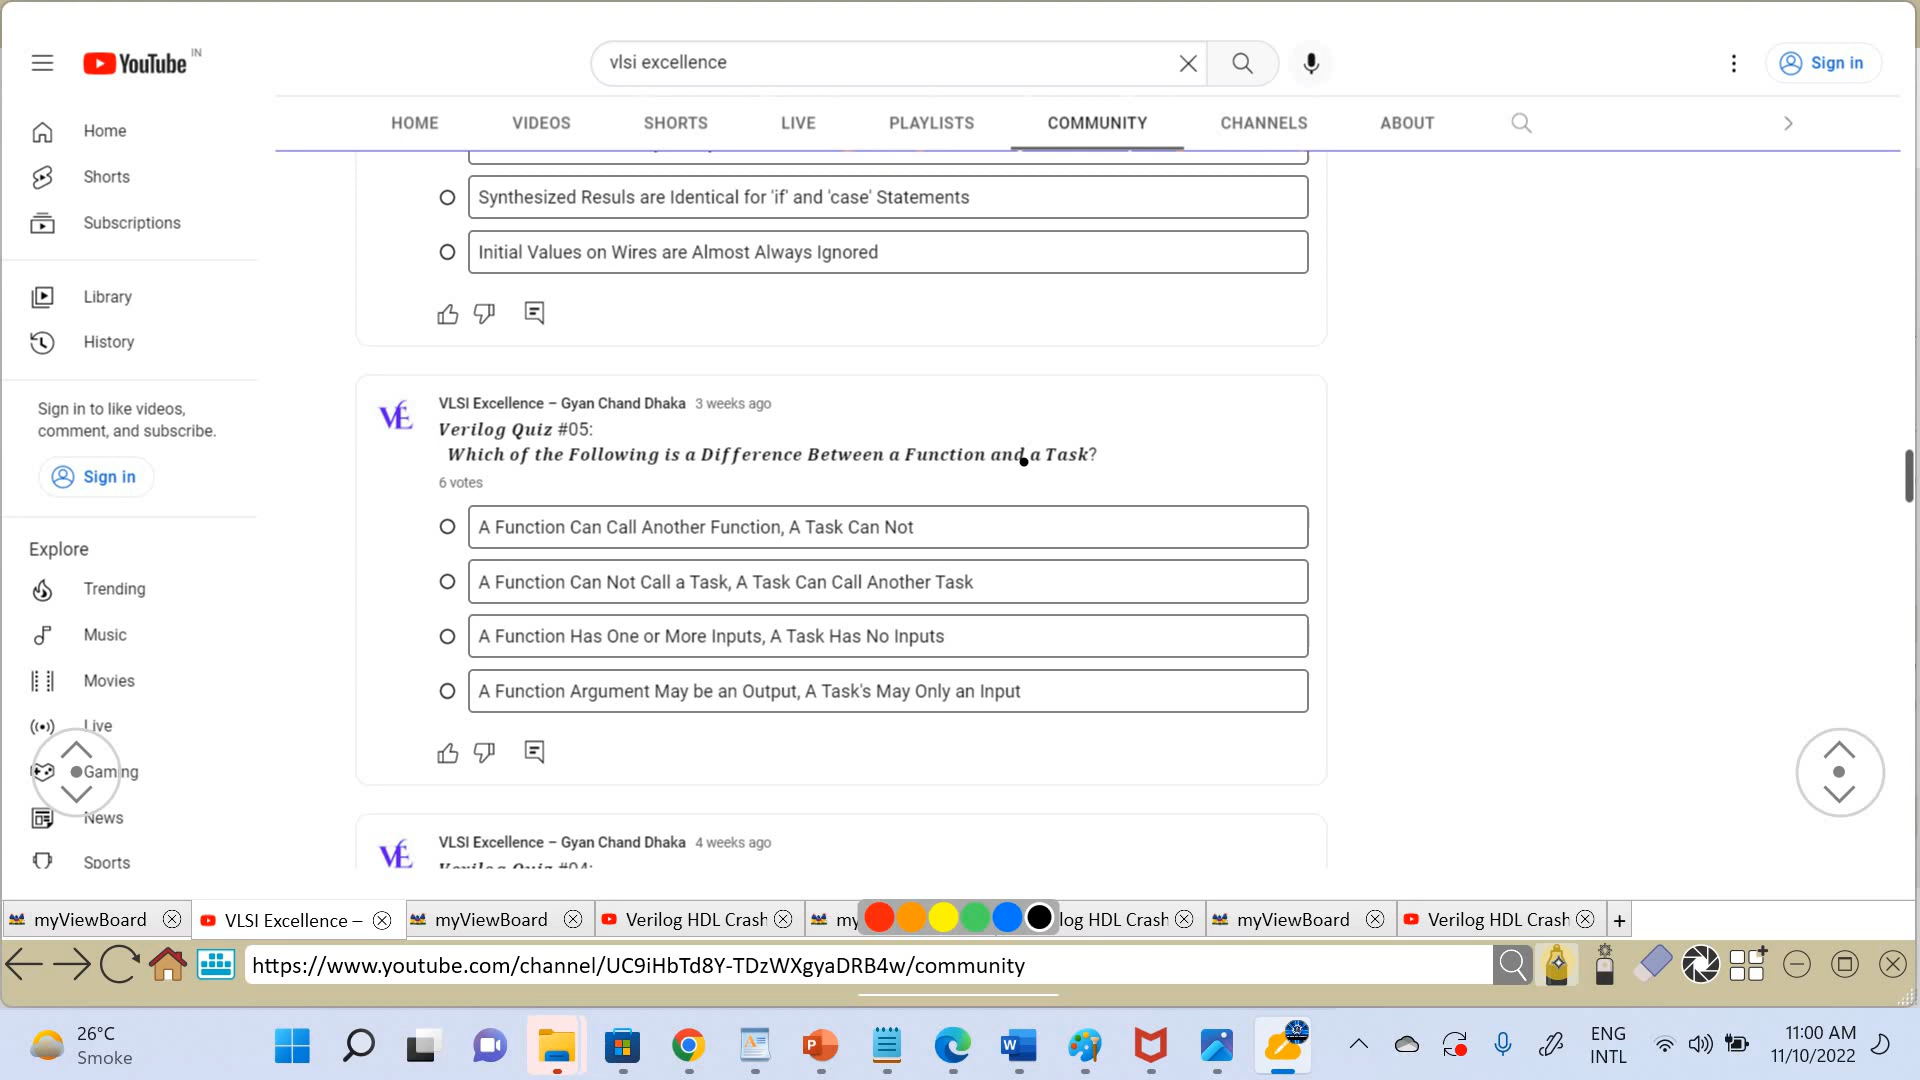 YouTube IN
vlsi excellence
Sign in
HOME VIDEOS SHORTS LIVE PLAYLISTS COMMUNITY CHANNELS ABOUT
Home
Shorts
Subscriptions
Library
History
Sign in to like videos,
comment, and subscribe.
Sign in
Explore
Trending
Music
Movies
Live
Gaming
News
Sports
Synthesized Resuls are Identical for 'if' and 'case' Statements
Initial Values on Wires are Almost Always Ignored
VLSI Excellence – Gyan Chand Dhaka 3 weeks ago
Verilog Quiz #05:
Which of the Following is a Difference Between a Function and a Task?
6 votes
A Function Can Call Another Function, A Task Can Not
A Function Can Not Call a Task, A Task Can Call Another Task
A Function Has One or More Inputs, A Task Has No Inputs
A Function Argument May be an Output, A Task's May Only an Input
VLSI Excellence – Gyan Chand Dhaka 4 weeks ago
Verilog Quiz #04:
myViewBoard VLSI Excellence – myViewBoard Verilog HDL Crash my log HDL Crash myViewBoard Verilog HDL Crash
https://www.youtube.com/channel/UC9iHbTd8Y-TDzWXgyaDRB4w/community
26°C
Smoke
ENG
INTL
11:00 AM
11/10/2022